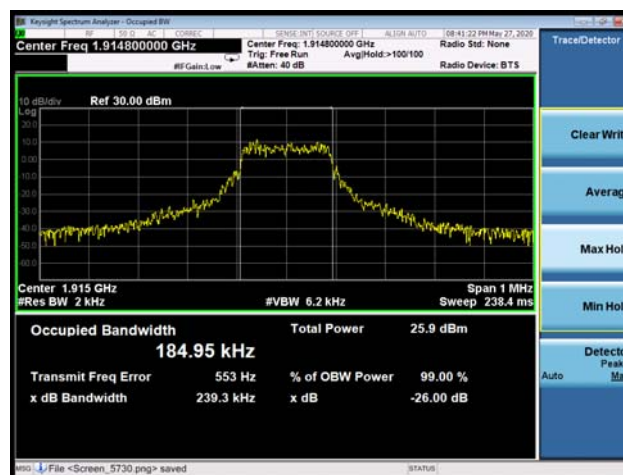 Keysight Spectrum Analyzer - Occupied BW
RF 50 Ω AC CORREC SENSE:INT SOURCE OFF ALIGN AUTO 08:41:22 PM May 27, 2020
Center Freq 1.914800000 GHz
Center Freq: 1.914800000 GHz Radio Std: None
Trig: Free Run Avg|Hold:>100/100
#IFGain:Low #Atten: 40 dB Radio Device: BTS
Trace/Detector
10 dB/div Ref 30.00 dBm
Log
20.0
10.0
0.00
-10.0
-20.0
-30.0
-40.0
-50.0
-60.0
Center 1.915 GHz Span 1 MHz
#Res BW 2 kHz #VBW 6.2 kHz Sweep 238.4 ms
Occupied Bandwidth Total Power 25.9 dBm
184.95 kHz
Transmit Freq Error 553 Hz % of OBW Power 99.00 %
x dB Bandwidth 239.3 kHz x dB -26.00 dB
Clear Writ
Averag
Max Hol
Min Hol
Detecto
Peak
Auto Ma
MSG File <Screen_5730.png> saved STATUS